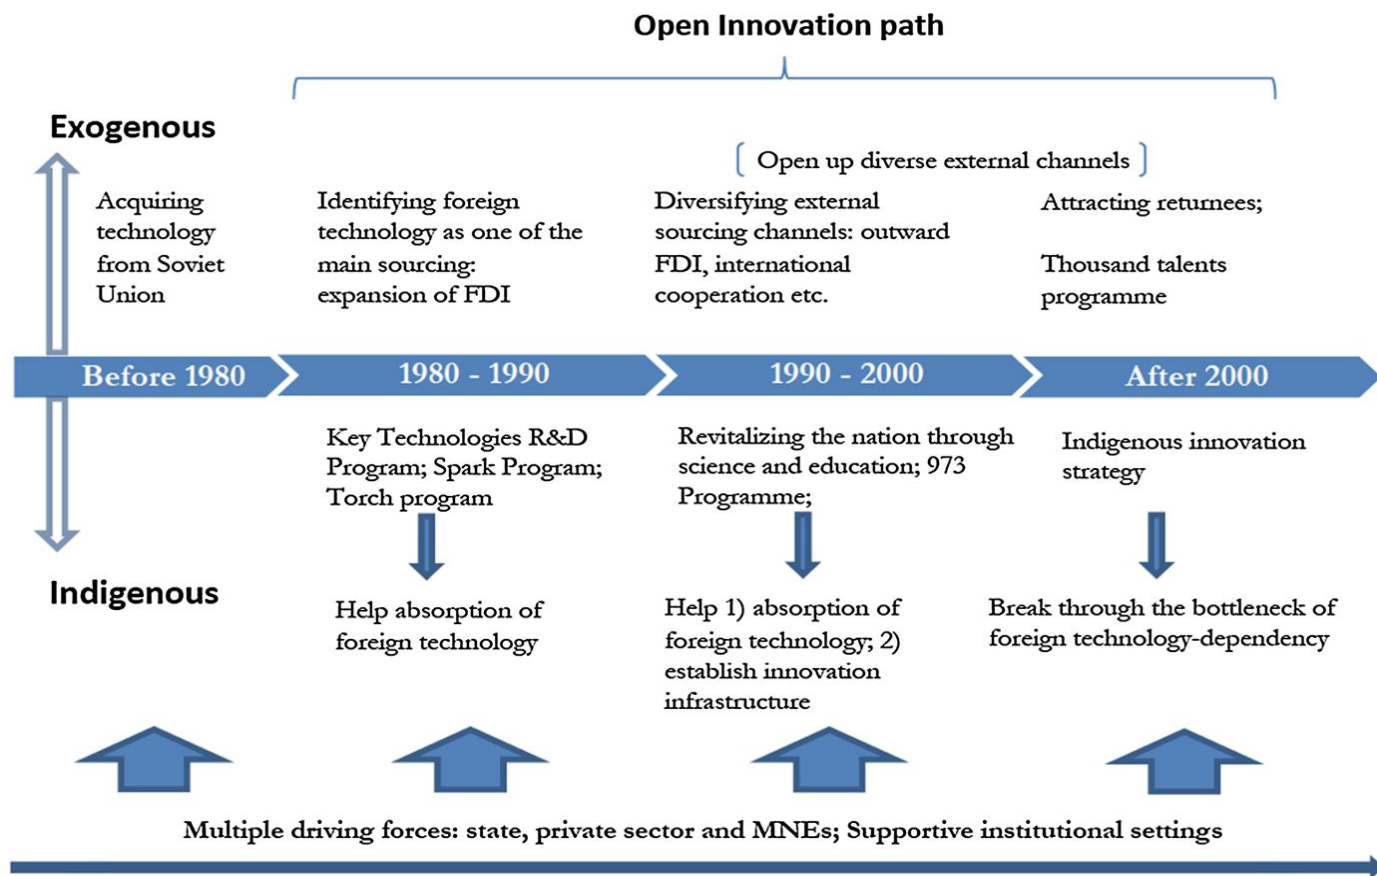 Open Innovation path
Exogenous
Open up diverse external channels
Acquiring
technology
from Soviet
Union
Identifying foreign
technology as one of the
main sourcing:
expansion of FDI
Diversifying external
sourcing channels: outward
FDI, international
cooperation etc.
Attracting returnees;
Thousand talents
programme
Before 1980
1980 - 1990
1990 - 2000
After 2000
Key Technologies R&D
Program; Spark Program;
Torch program
Revitalizing the nation through
science and education; 973
Programme;
Indigenous innovation
strategy
Indigenous
Help absorption of
foreign technology
Help 1) absorption of
foreign technology; 2)
establish innovation
infrastructure
Break through the bottleneck of
foreign technology-dependency
Multiple driving forces: state, private sector and MNEs; Supportive institutional settings